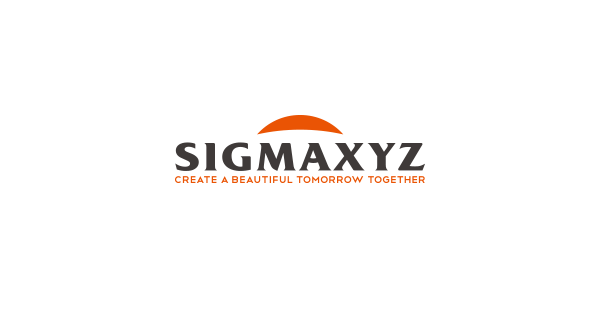 SIGMAXYZ
CREATE A BEAUTIFUL TOMORROW TOGETHER